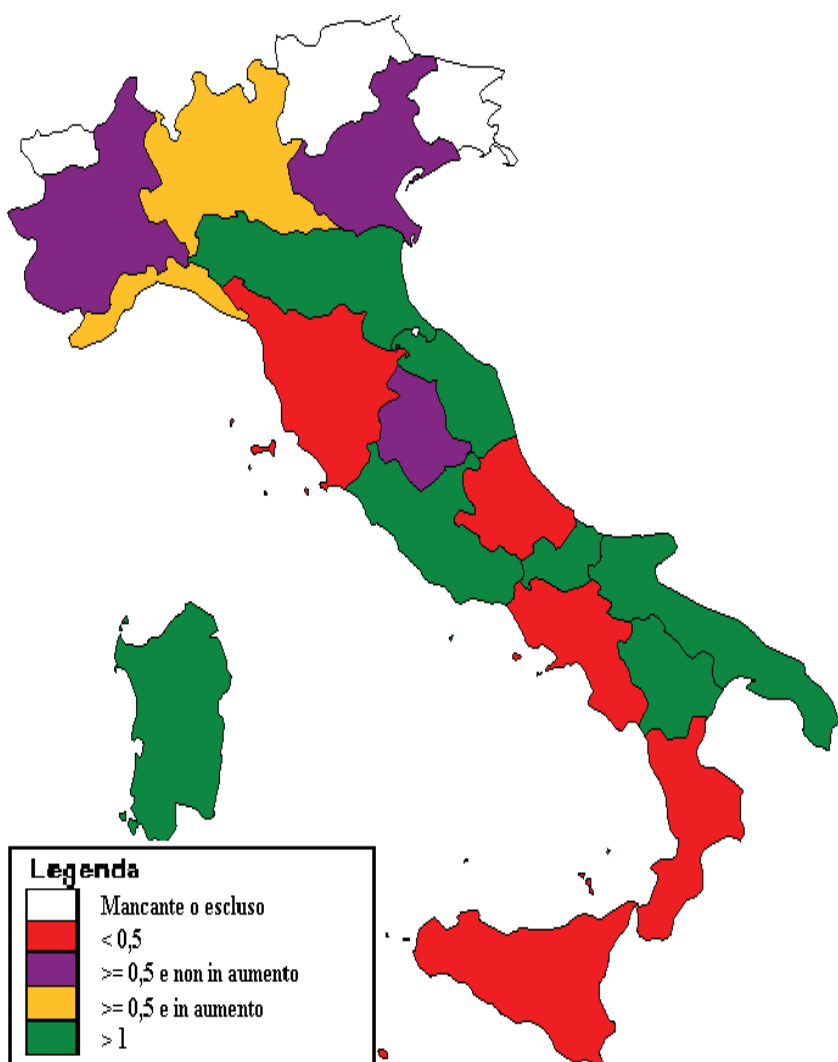 Legenda
Mancante o escluso
< 0,5
>= 0,5 e non in aumento
>= 0,5 e in aumento
> 1